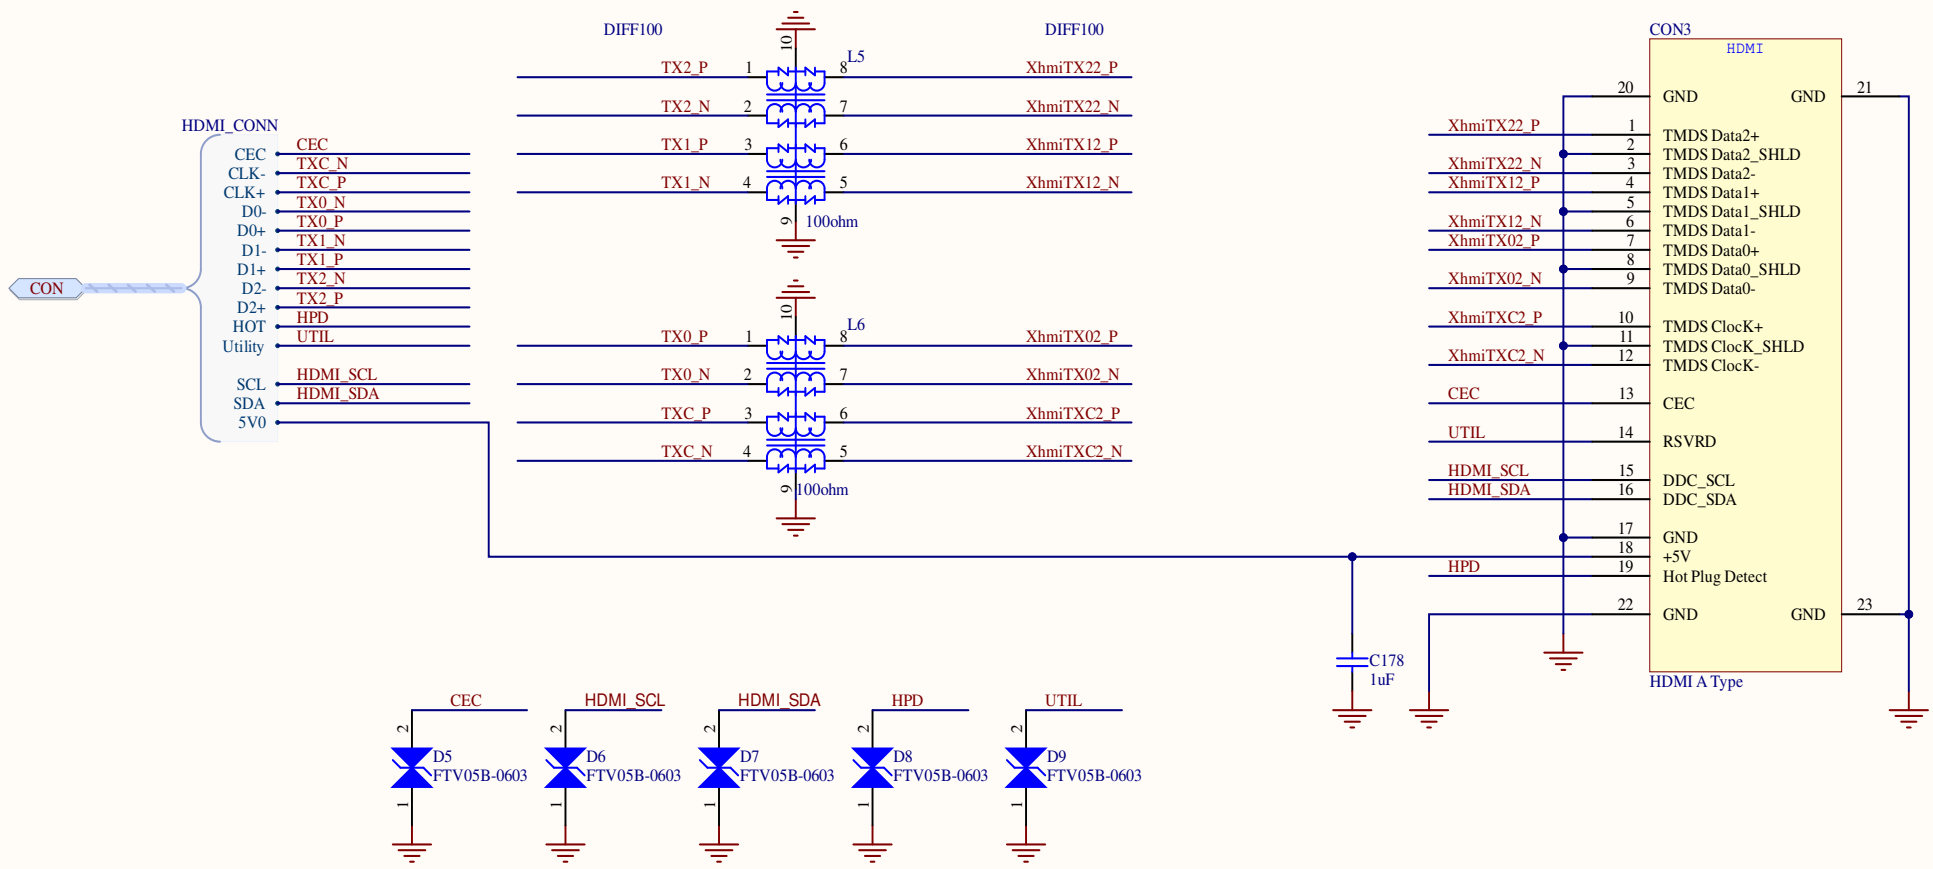 CON
HDMI_CONN
CEC CEC
CLK- TXC_N
CLK+ TXC_P
D0- TX0_N
D0+ TX0_P
D1- TX1_N
D1+ TX1_P
D2- TX2_N
D2+ TX2_P
HOT HPD
Utility UTIL
SCL HDMI_SCL
SDA HDMI_SDA
5V0
DIFF100 DIFF100
10
L5
TX2_P 1 8 XhmiTX22_P
TX2_N 2 7 XhmiTX22_N
TX1_P 3 6 XhmiTX12_P
TX1_N 4 5 XhmiTX12_N
9 100ohm
10
L6
TX0_P 1 8 XhmiTX02_P
TX0_N 2 7 XhmiTX02_N
TXC_P 3 6 XhmiTXC2_P
TXC_N 4 5 XhmiTXC2_N
9 100ohm
CON3
HDMI
20 GND GND 21
XhmiTX22_P 1 TMDS Data2+
2 TMDS Data2_SHLD
XhmiTX22_N 3 TMDS Data2-
XhmiTX12_P 4 TMDS Data1+
5 TMDS Data1_SHLD
XhmiTX12_N 6 TMDS Data1-
XhmiTX02_P 7 TMDS Data0+
8 TMDS Data0_SHLD
XhmiTX02_N 9 TMDS Data0-
XhmiTXC2_P 10 TMDS ClocK+
11 TMDS ClocK_SHLD
XhmiTXC2_N 12 TMDS ClocK-
CEC 13 CEC
UTIL 14 RSVRD
HDMI_SCL 15 DDC_SCL
HDMI_SDA 16 DDC_SDA
17 GND
18 +5V
HPD 19 Hot Plug Detect
22 GND GND 23
HDMI A Type
C178
1uF
CEC HDMI_SCL HDMI_SDA HPD UTIL
2 2 2 2 2
D5 D6 D7 D8 D9
FTV05B-0603 FTV05B-0603 FTV05B-0603 FTV05B-0603 FTV05B-0603
1 1 1 1 1